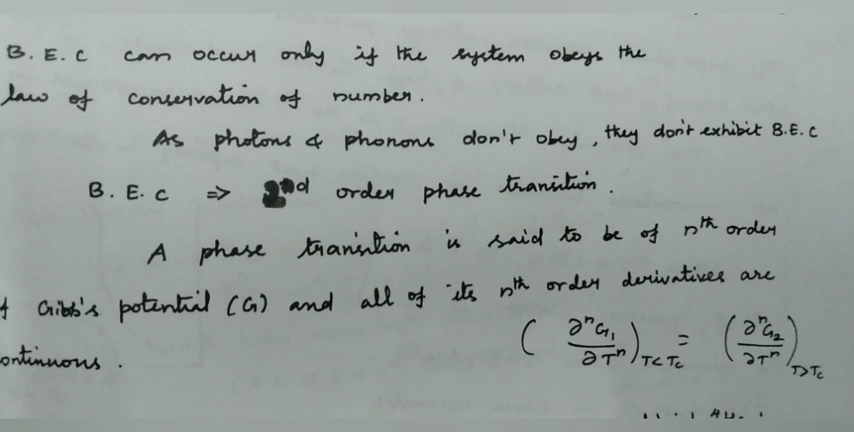 B. E. C can occur only if the system obeys the
law of conservation of number.
As photons & phonons don't obey, they don't exhibit B.E.C
B. E. C => 2nd order phase transition.
A phase transition is said to be of nth order
Gibb's potential (G) and all of its nth order derivatives are
ontinuous. ( ∂ⁿG₁ / ∂Tⁿ ) T<Tc = ( ∂ⁿG₂ / ∂Tⁿ ) T>Tc